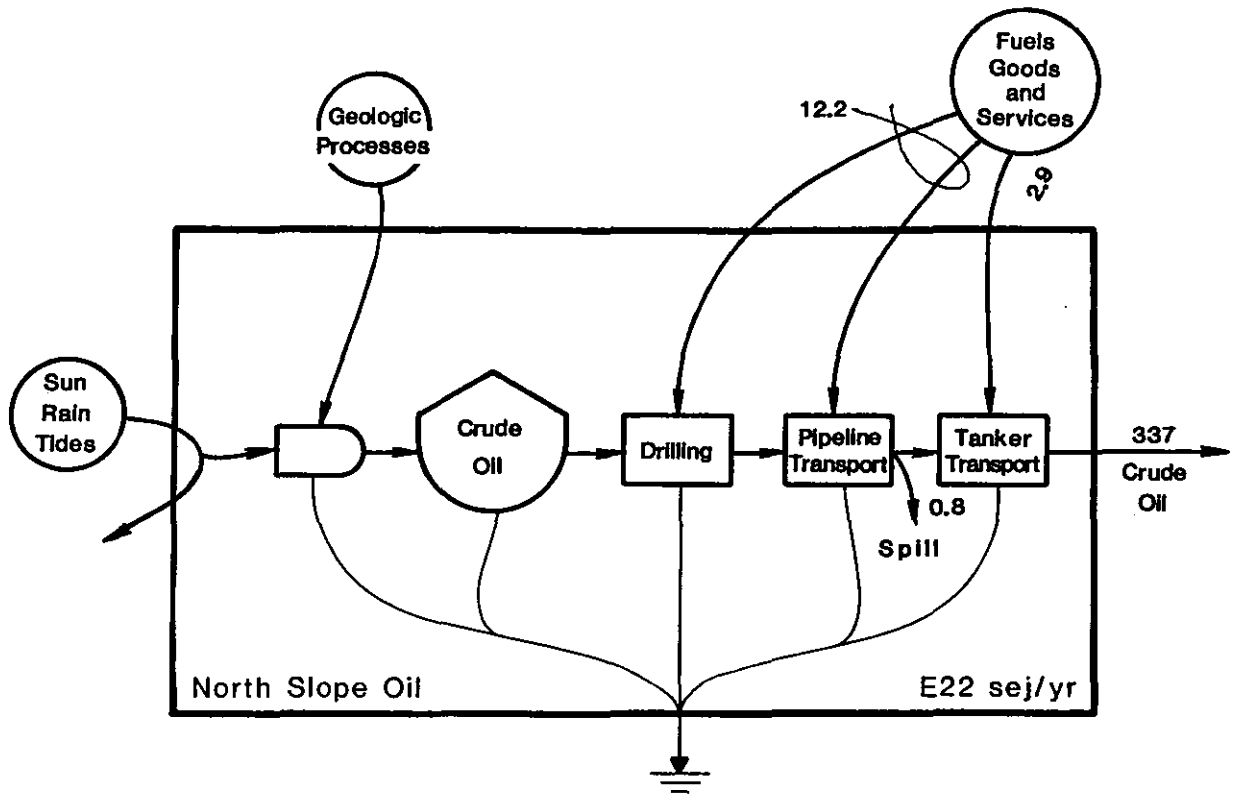 Fuels
Goods
and
Services
12.2
2.9
Geologic
Processes
Sun
Rain
Tides
Crude
Oil
Drilling
Pipeline
Transport
Tanker
Transport
337
Crude
Oil
0.8
Spill
North Slope Oil
E22 sej/yr